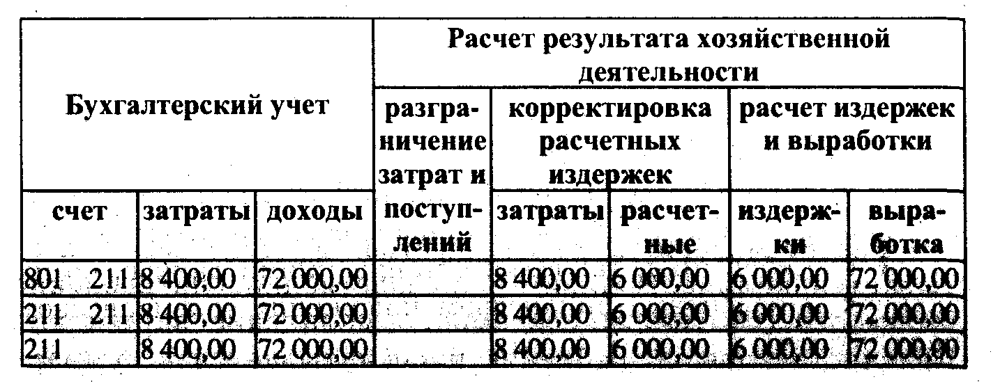 Бухгалтерский учет
Расчет результата хозяйственной
деятельности
разгра-
ничение
затрат и
поступ-
лений
корректировка
расчетных
издержек
расчет издержек
и выработки
счет затраты доходы затраты расчет-
ные издерж-
ки выра-
ботка
801 211 8 400,00 72 000,00 8 400,00 6 000,00 6 000,00 72 000,00
211 211 8 400,00 72 000,00 8 400,00 6 000,00 6 000,00 72 000,00
211 8 400,00 72 000,00 8 400,00 6 000,00 6 000,00 72 000,00